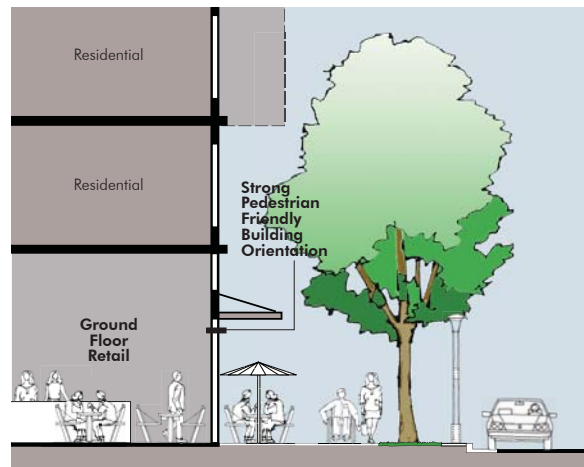 Residential
Residential
Strong
Pedestrian
Friendly
Building
Orientation
Ground
Floor
Retail